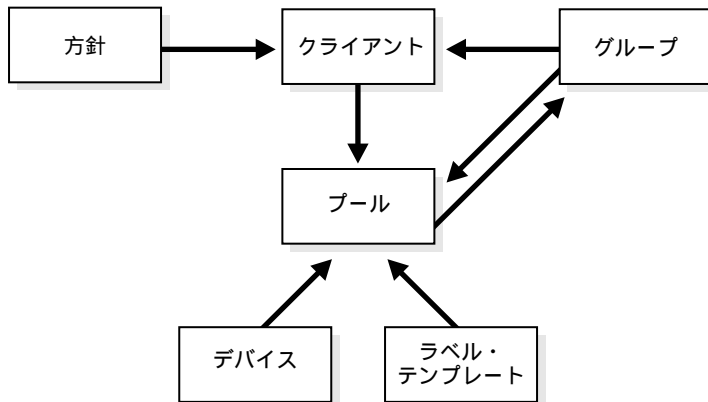 方針
クライアント
グループ
プール
デバイス
ラベル・
テンプレート